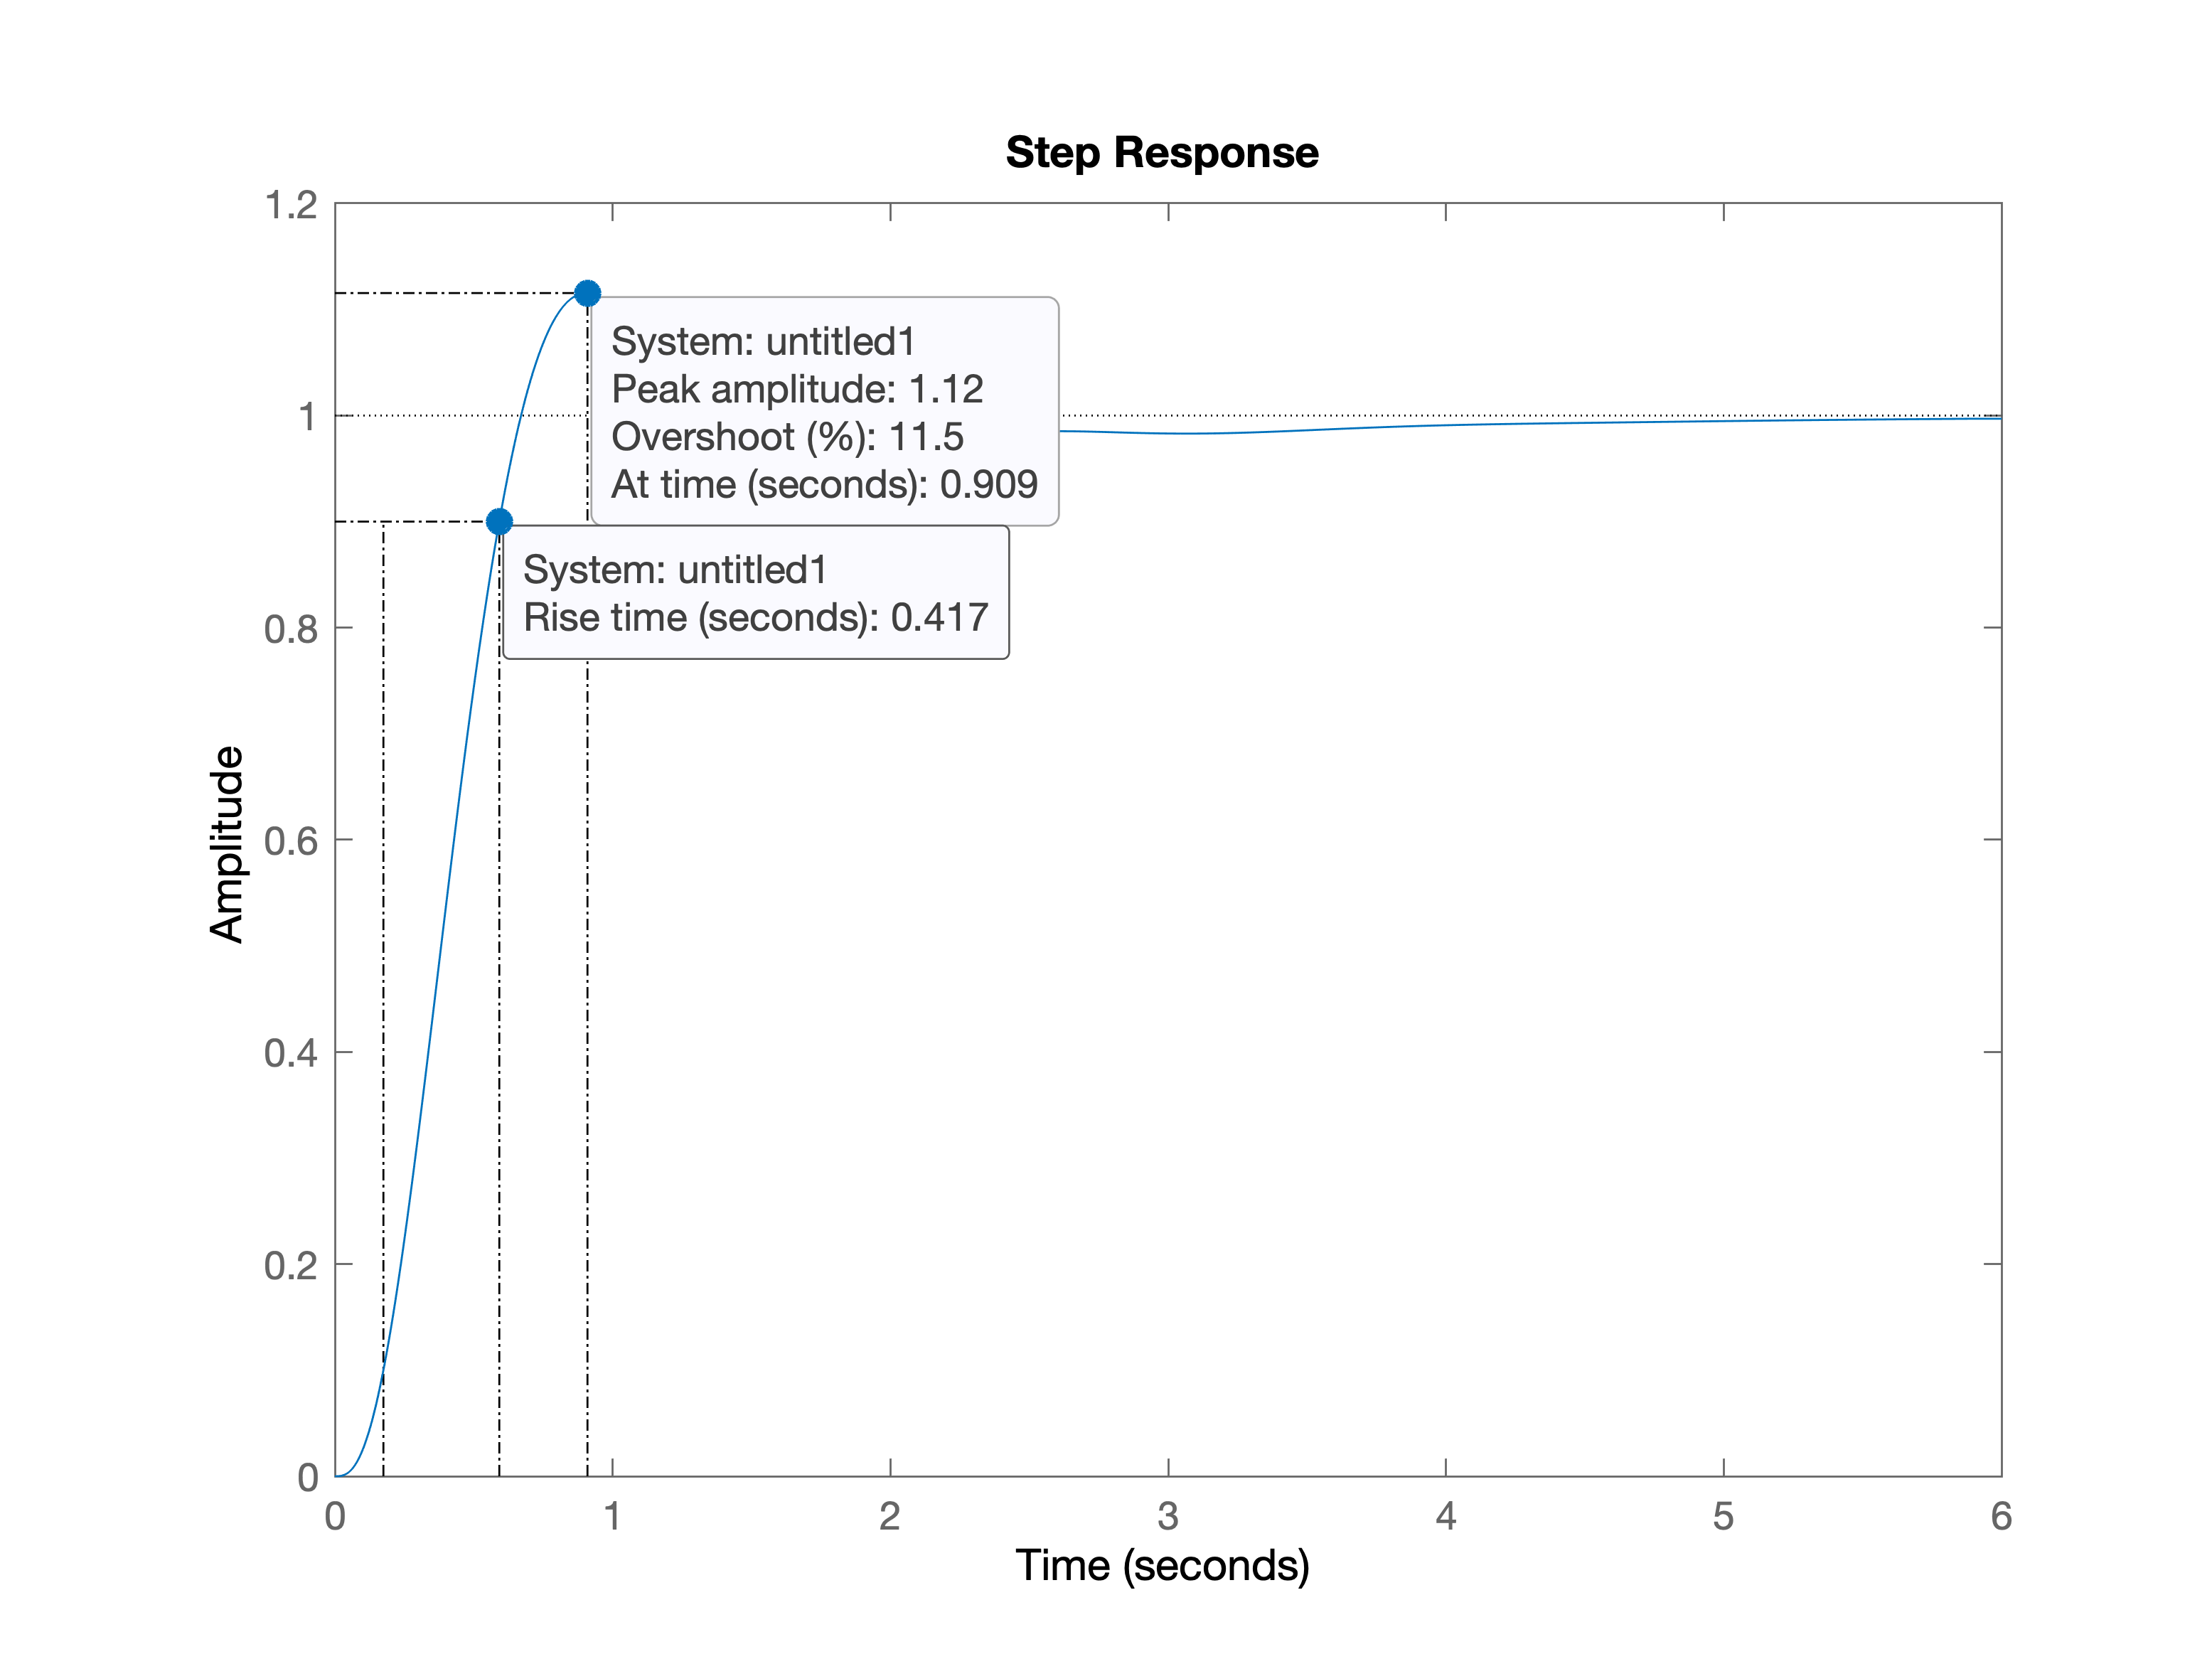 Step Response
1.2
1
0.8
0.6
0.4
0.2
0
Amplitude
System: untitled1
Peak amplitude: 1.12
Overshoot (%): 11.5
At time (seconds): 0.909
System: untitled1
Rise time (seconds): 0.417
0 1 2 3 4 5 6
Time (seconds)